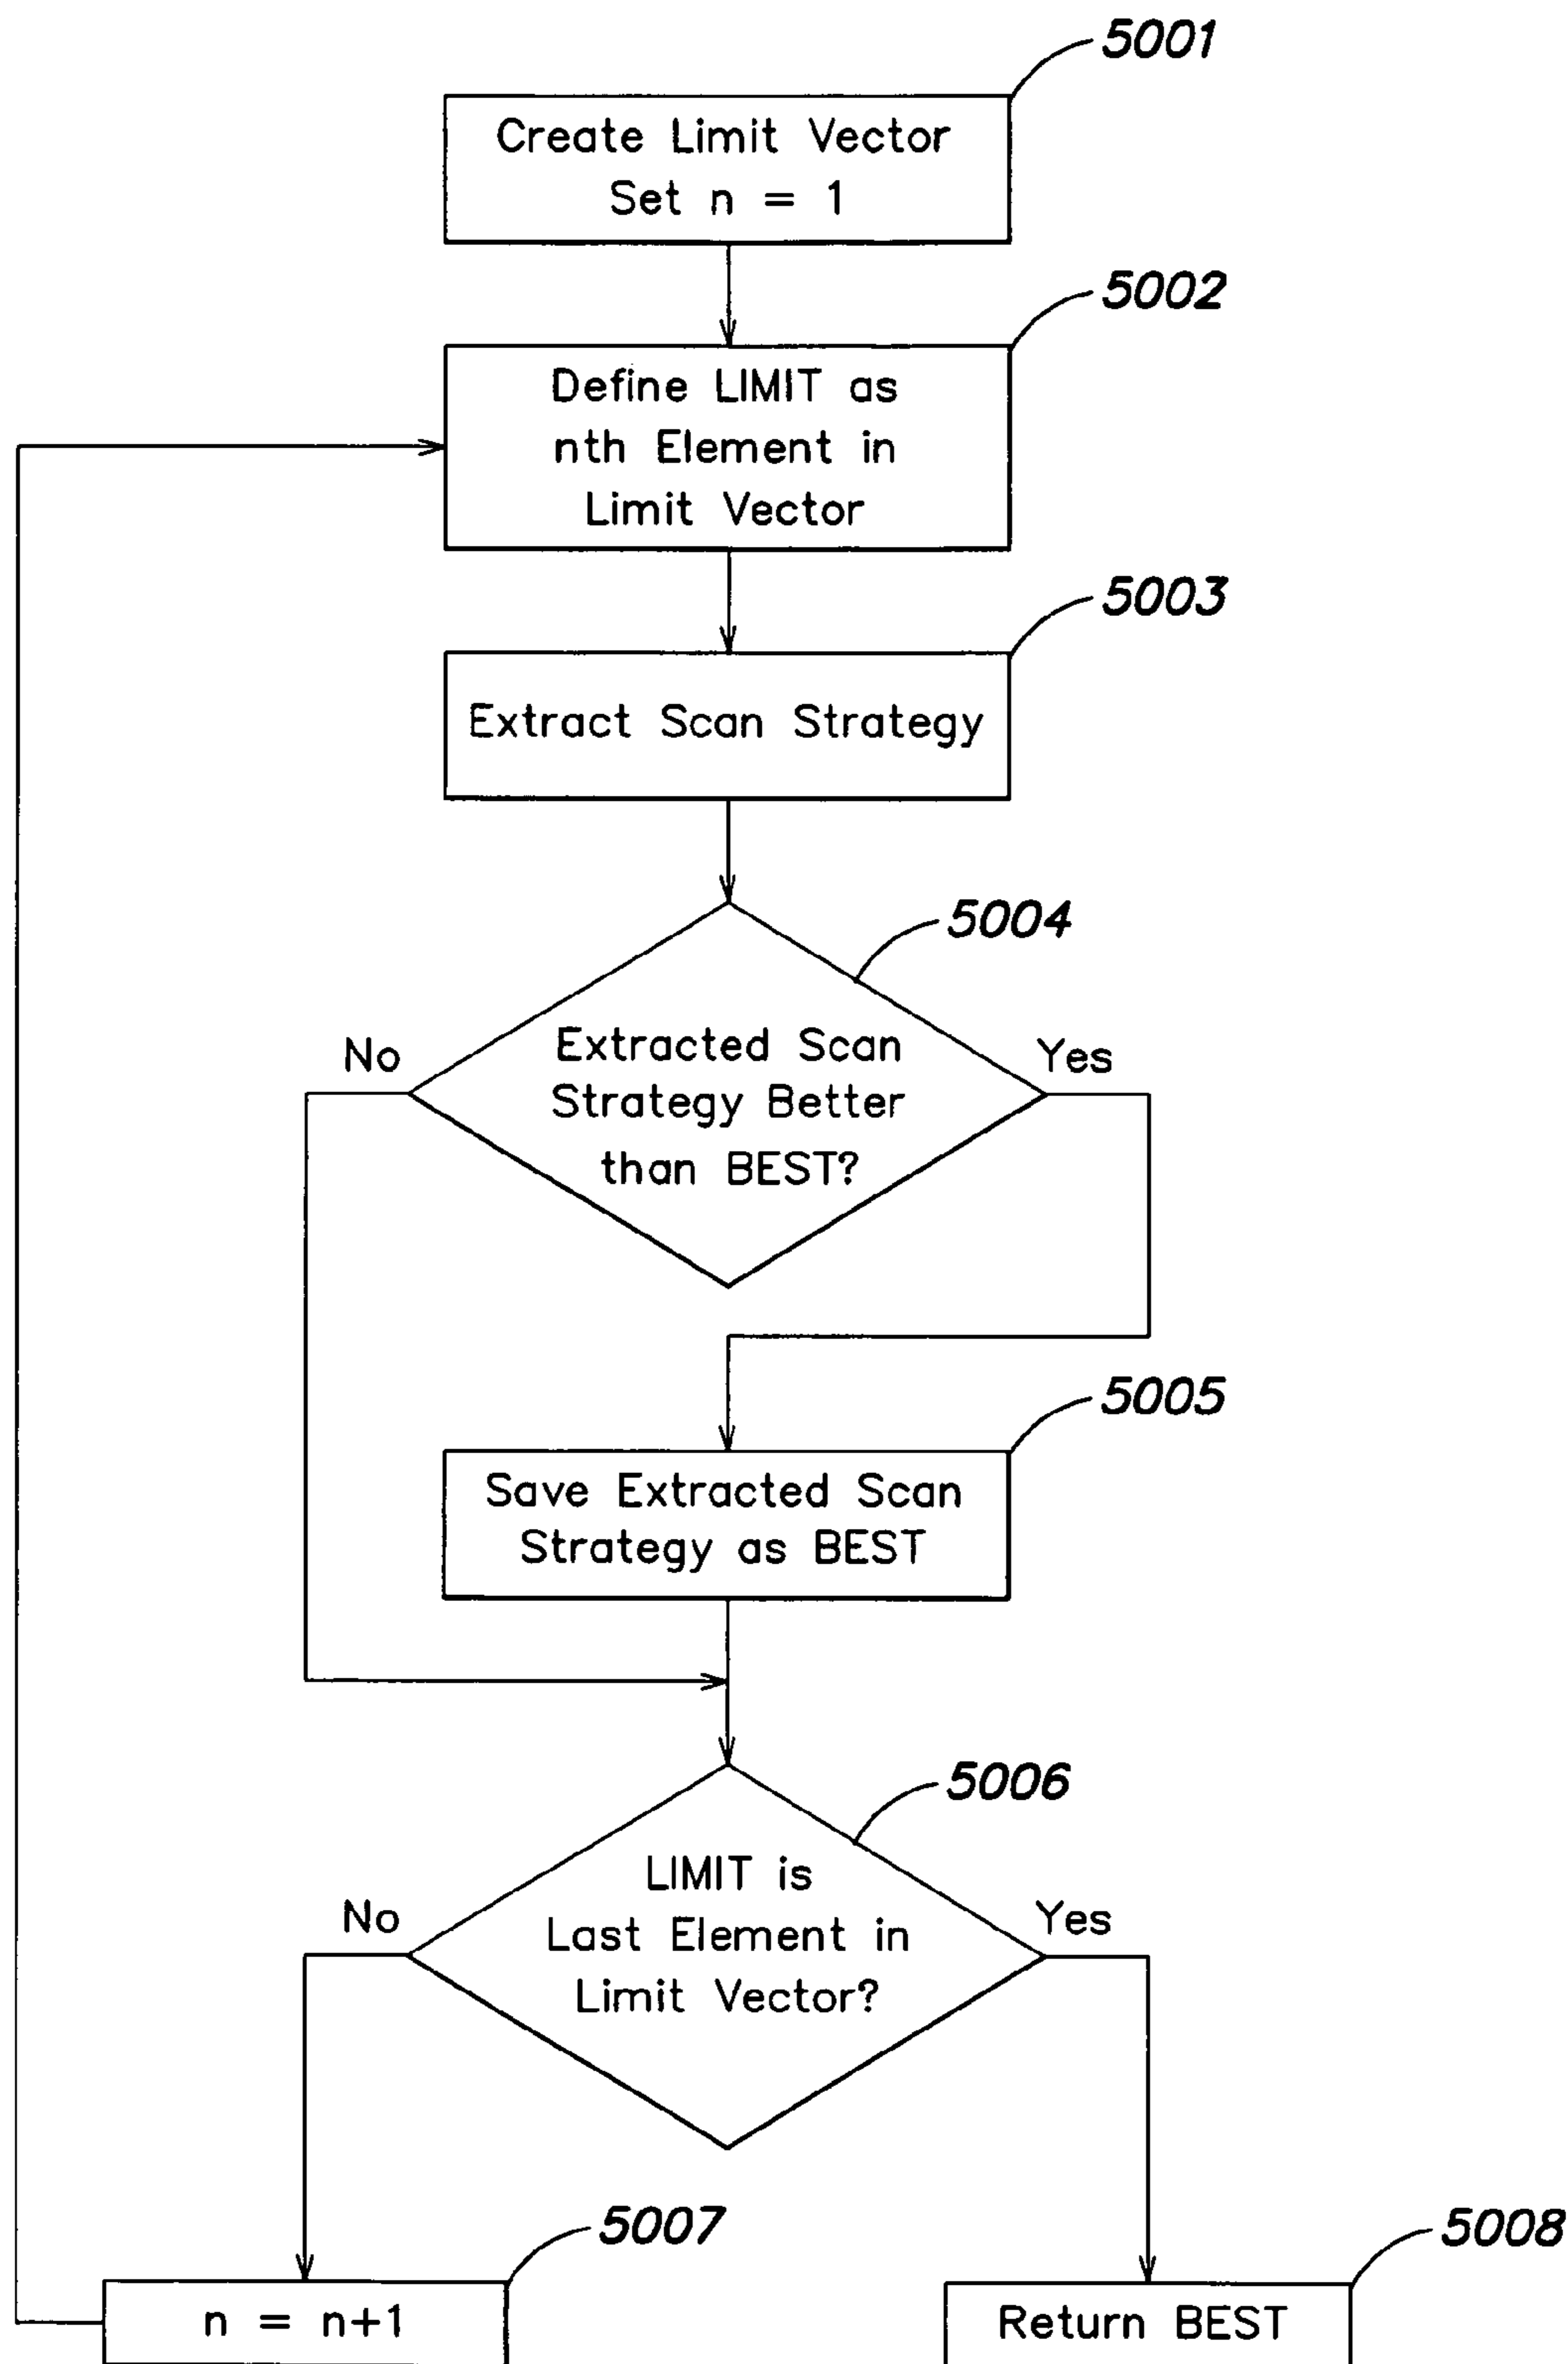 5001
Create Limit Vector
Set n = 1
5002
Define LIMIT as
nth Element in
Limit Vector
5003
Extract Scan Strategy
5004
No
Extracted Scan
Strategy Better
than BEST?
Yes
5005
Save Extracted Scan
Strategy as BEST
5006
No
LIMIT is
Last Element in
Limit Vector?
Yes
5007
n = n+1
5008
Return BEST